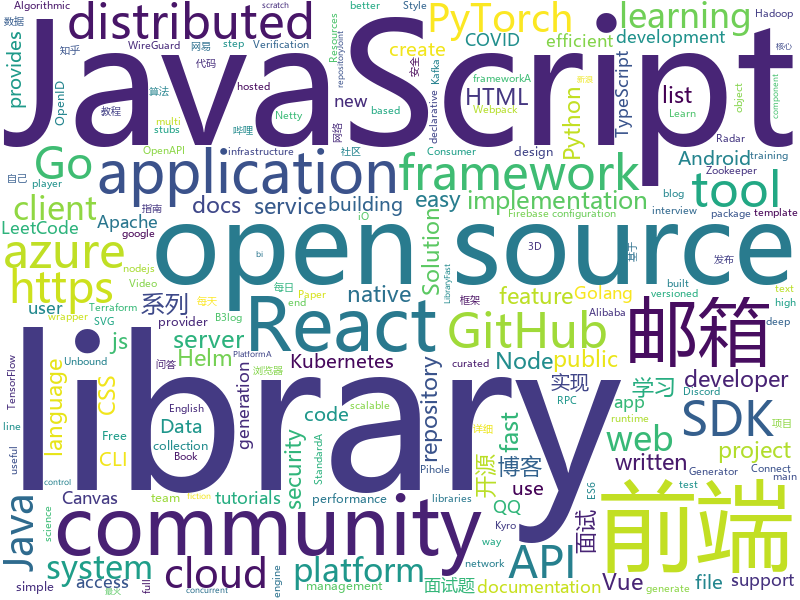 Algorithmic
scratch
JavaScript
distributed
PyTorch
learning
Resources
repositoryJoint
Style
better
Hadoop
数据
知乎
WireGuard
网易
step
Verification
COVID
efficient
development
核心
provides
OpenID
代码
create
安全
Kafka
frameworkA
新浪
算法
hosted
HTML
declarative
TypeScript
list
object
component
教程
Netty
based
网络
new
Python
Webpack
Learn
multi
stubs
哔哩
OpenAPI
infrastructure
社区
Consumer
design
Android
Radar
training
Go
application
framework
Zookeeper
自己
player
tool
blog
client
指南
docs
service
building
easy
implementation
package
template
LeetCode
Apache
iO
Firebase configuration
interview
google
open source
azure
bi
Solution
3D
基于
发布
nodejs
native
feature
Golang
built
versioned
https
Video
每日
每天
Terraform
系列
end
Paper
React
LibraryFast
框架
Alibaba
text
high
user
SVG
wrapper
B3log
provider
GitHub
邮箱
js
server
public
deep
TensorFlow
language
CSS
Unbound
问答
浏览器
PlatformA
Helm
Kubernetes
Node
curated
library
generation
repository
实现
学习
developer
RPC
scalable
English
Discord
runtime
line
Book
Free
code
app
SDK
CLI
Data
collection
fast
开源
博客
web
ES6
project
项目
useful
security
Pihole
written
Generator
Connect
详细
Java
Canvas
team
fiction
tutorials
performance
libraries
use
面试
test
main
science
community
StandardA
control
QQ
Kyro
way
前端
system
cloud
platform
API
network
engine
simple
access
最火
full
management
面试题
documentation
Vue
file
support
concurrent
generate